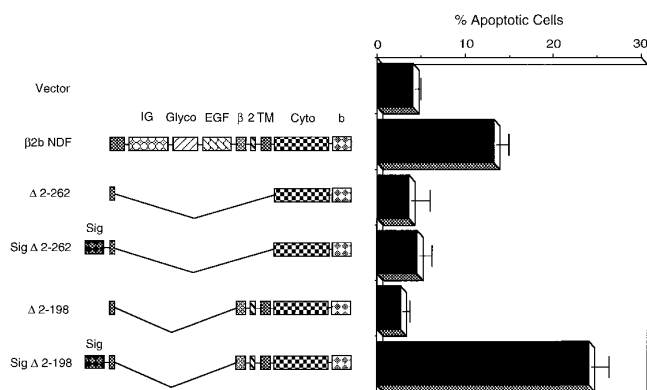 % Apoptotic Cells
0 10 20 30
Vector
IG Glyco EGF β 2 TM Cyto b
β2b NDF
Δ 2-262
Sig
Sig Δ 2-262
Δ 2-198
Sig
Sig Δ 2-198